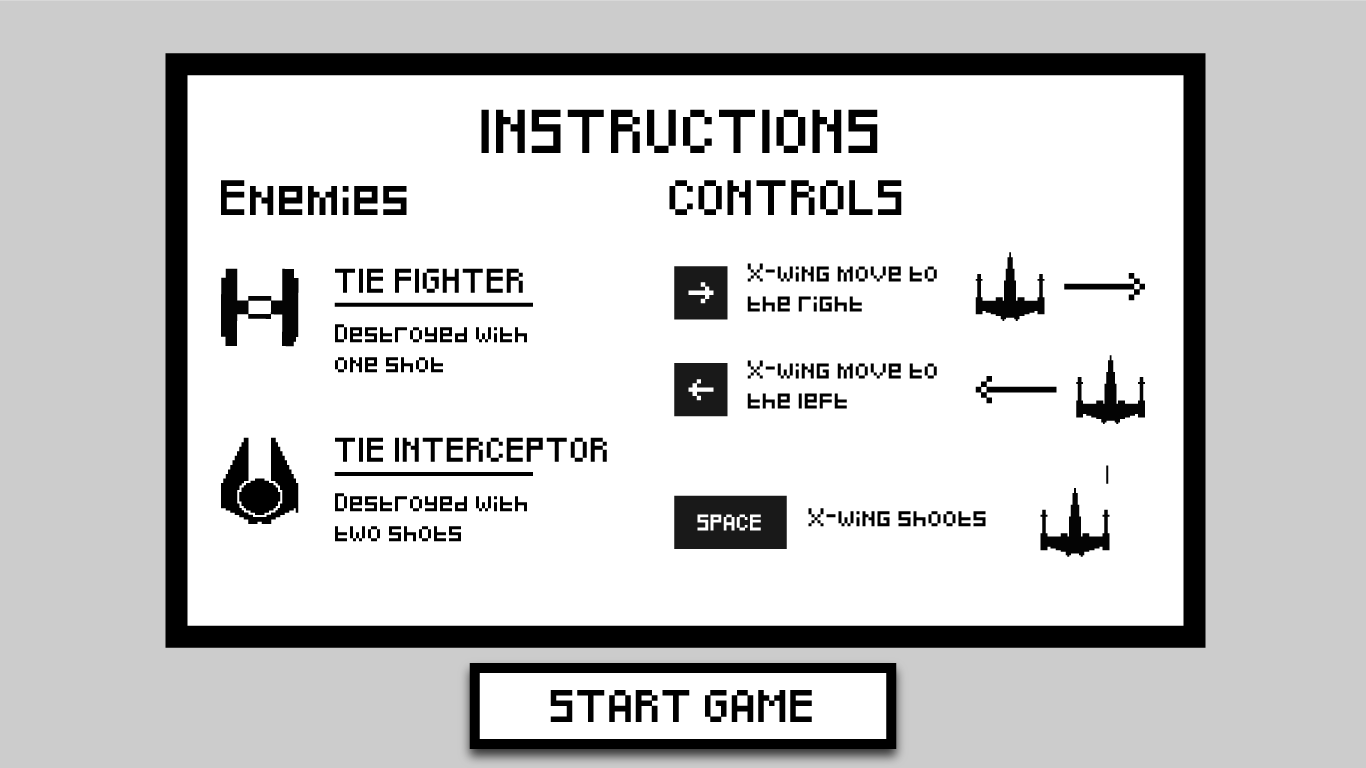 INSTRUCTIONS
Enemies
TIE FIGHTER
Destroyed with
one shot
TIE INTERCEPTOR
Destroyed with
two shots
CONTROLS
X-wing move to
the right
X-wing move to
the left
SPACE
X-wing shoots
START GAME